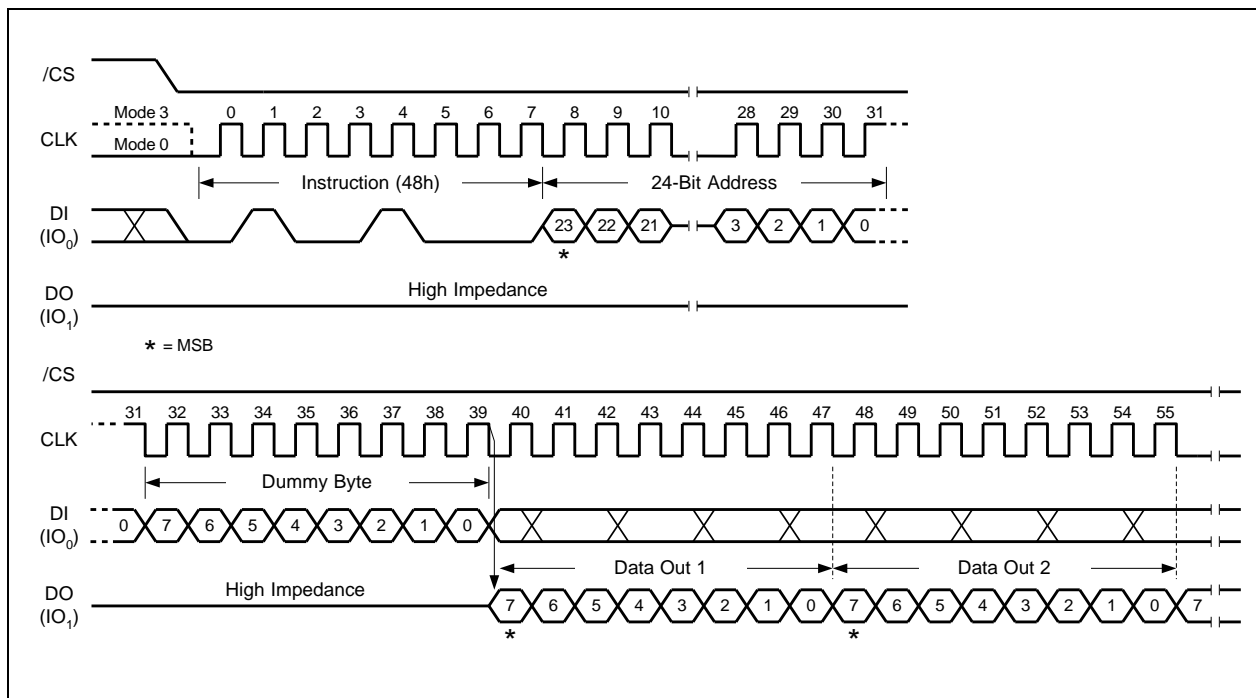 /CS
Mode 3 0 1 2 3 4 5 6 7 8 9 10 28 29 30 31
CLK
Mode 0
Instruction (48h) 24-Bit Address
DI
(IO0) 23 22 21 3 2 1 0
*
High Impedance
DO
(IO1)
* = MSB
/CS
31 32 33 34 35 36 37 38 39 40 41 42 43 44 45 46 47 48 49 50 51 52 53 54 55
CLK
Dummy Byte
DI
(IO0) 0 7 6 5 4 3 2 1 0
Data Out 1 Data Out 2
High Impedance
DO
(IO1) 7 6 5 4 3 2 1 0 7 6 5 4 3 2 1 0 7
* *